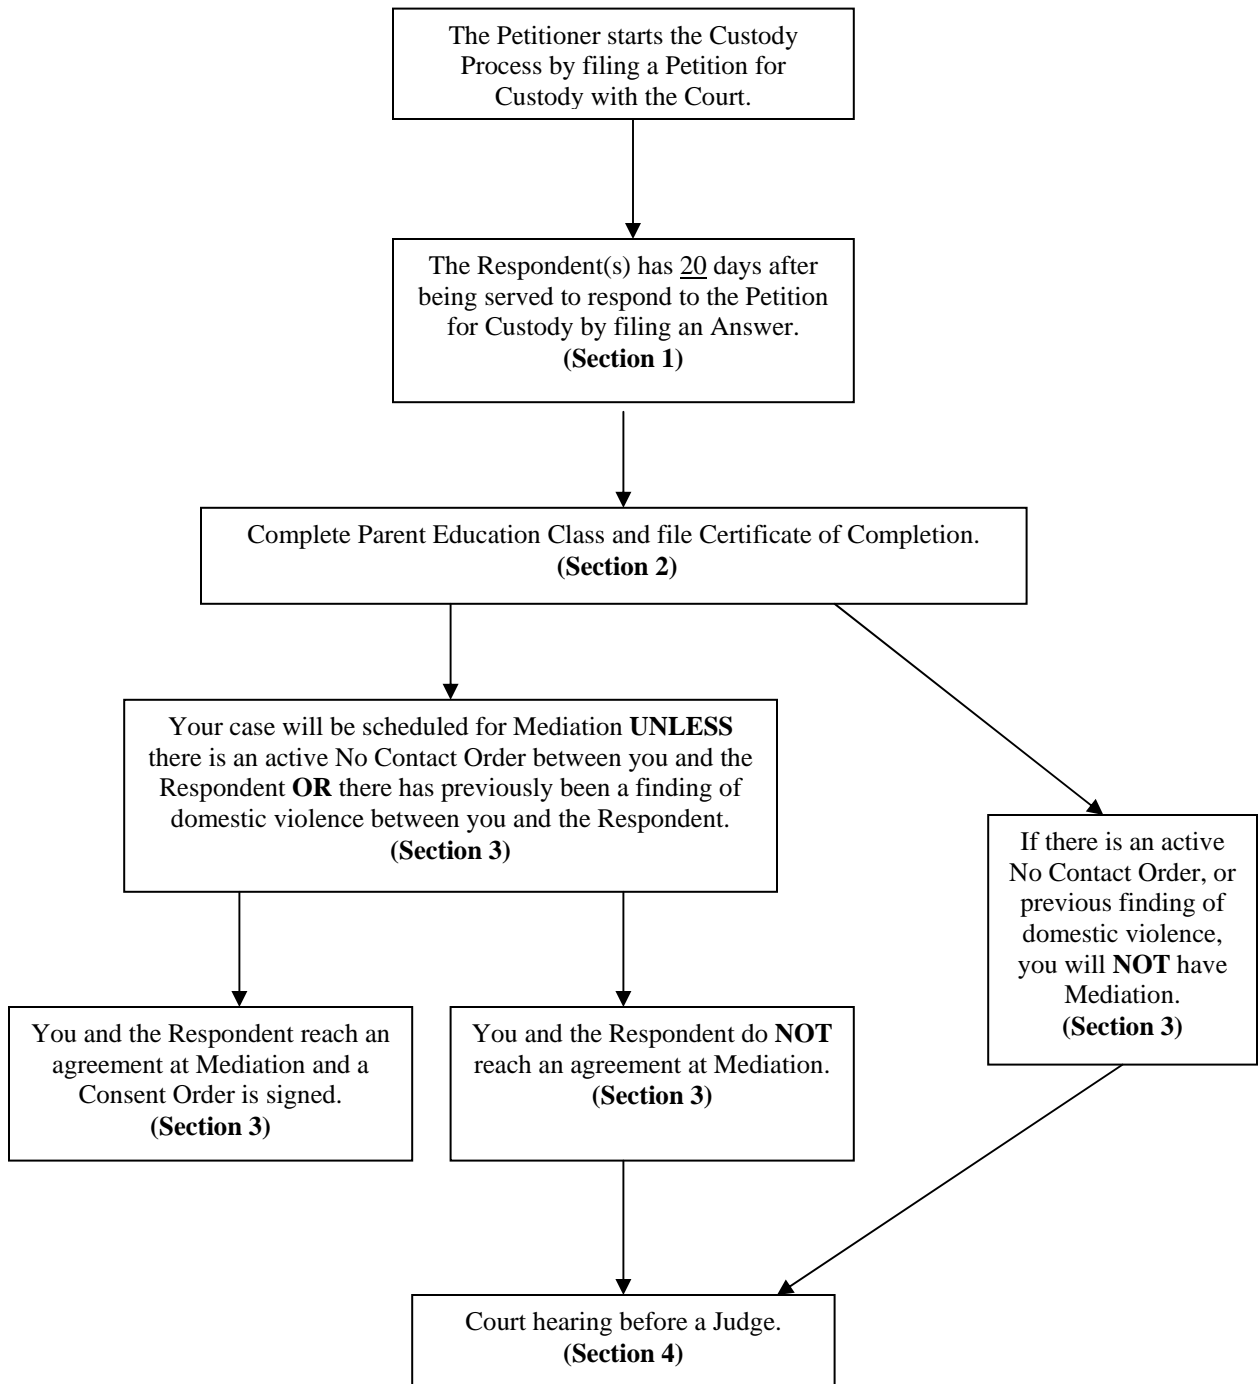 The Petitioner starts the Custody
Process by filing a Petition for
Custody with the Court.
The Respondent(s) has 20 days after
being served to respond to the Petition
for Custody by filing an Answer.
(Section 1)
Complete Parent Education Class and file Certificate of Completion.
(Section 2)
Your case will be scheduled for Mediation UNLESS
there is an active No Contact Order between you and the
Respondent OR there has previously been a finding of
domestic violence between you and the Respondent.
(Section 3)
If there is an active
No Contact Order, or
previous finding of
domestic violence,
you will NOT have
Mediation.
(Section 3)
You and the Respondent reach an
agreement at Mediation and a
Consent Order is signed.
(Section 3)
You and the Respondent do NOT
reach an agreement at Mediation.
(Section 3)
Court hearing before a Judge.
(Section 4)